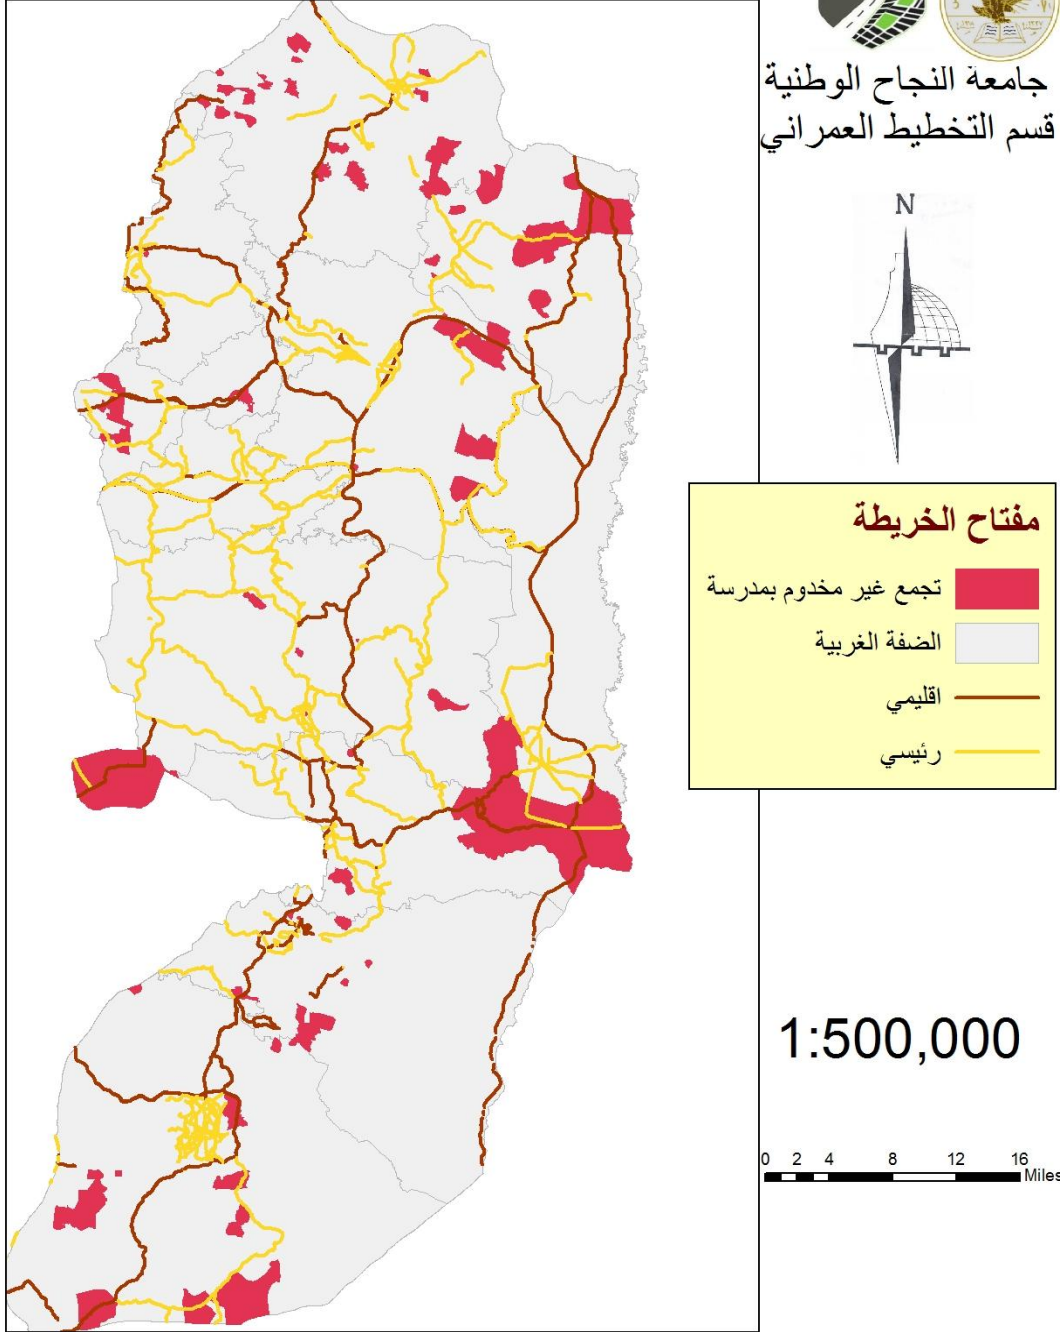 جامعة النجاح الوطنية
قسم التخطيط العمراني
N
مفتاح الخريطة
تجمع غير مخدوم بمدرسة
الضفة الغربية
اقليمي
رئيسي
1:500,000
0 2 4 8 12 16
Miles